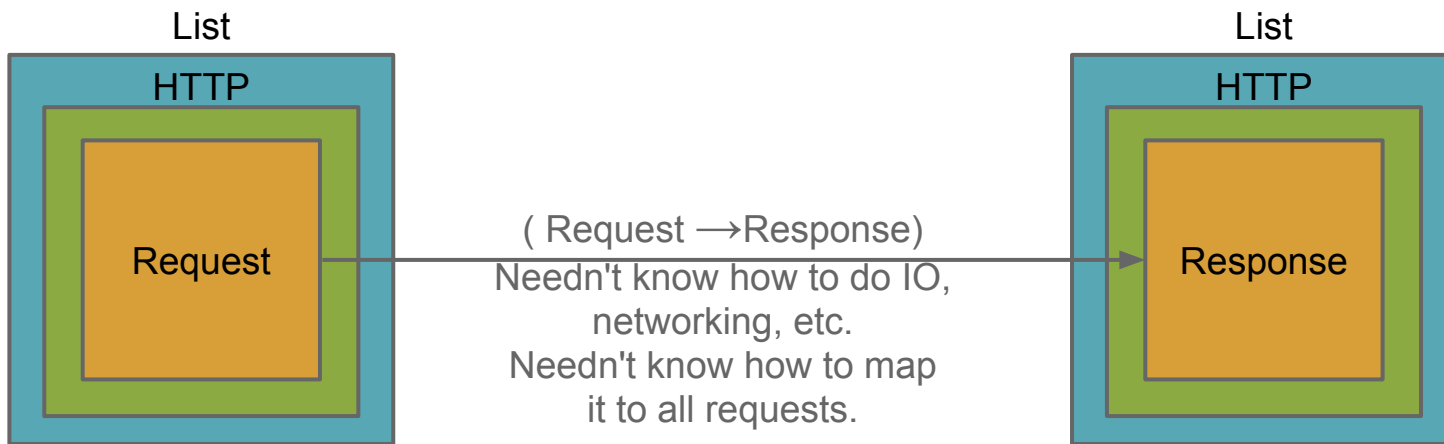 List
List
HTTP
HTTP
( Request →Response)
Request
Response
Needn't know how to do IO,
networking, etc.
Needn't know how to map
it to all requests.